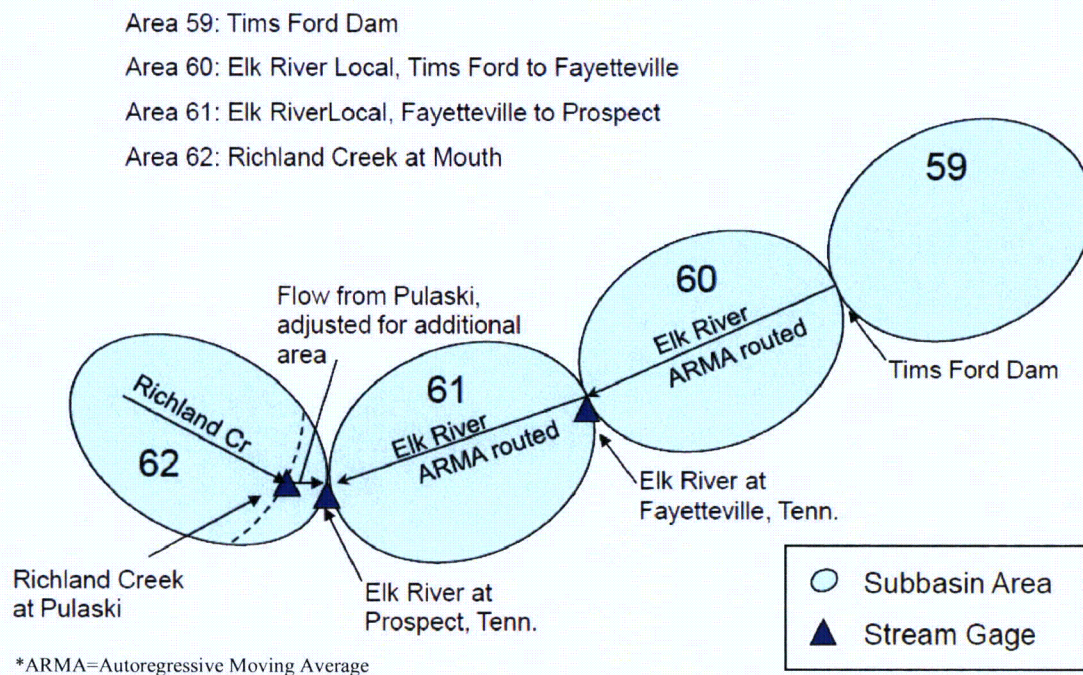 Area 59: Tims Ford Dam
Area 60: Elk River Local, Tims Ford to Fayetteville
Area 61: Elk RiverLocal, Fayetteville to Prospect
Area 62: Richland Creek at Mouth
59
60
Elk River
ARMA routed
Tims Ford Dam
Flow from Pulaski,
adjusted for additional
area
61
Elk River
ARMA routed
Richland Cr
62
Elk River at
Fayetteville, Tenn.
Richland Creek
at Pulaski
Elk River at
Prospect, Tenn.
Subbasin Area
Stream Gage
*ARMA=Autoregressive Moving Average